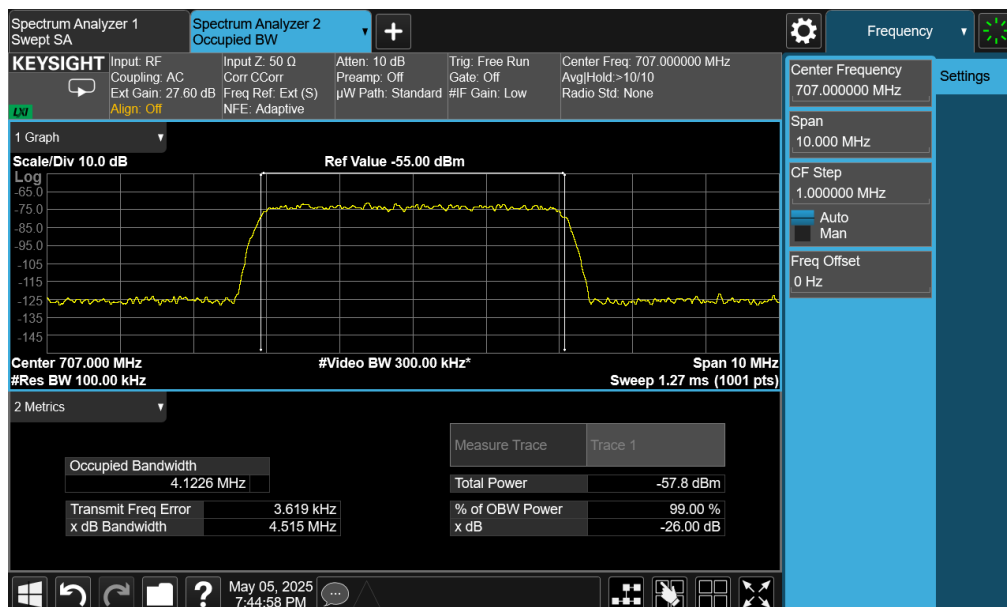 Spectrum Analyzer 1
Swept SA
Spectrum Analyzer 2
Occupied BW
Frequency
KEYSIGHT
LXI
Input: RF
Coupling: AC
Ext Gain: 27.60 dB
Align: Off
Input Z: 50 Ω
Corr CCorr
Freq Ref: Ext (S)
NFE: Adaptive
Atten: 10 dB
Preamp: Off
µW Path: Standard
Trig: Free Run
Gate: Off
#IF Gain: Low
Center Freq: 707.000000 MHz
Avg|Hold:>10/10
Radio Std: None
Center Frequency
707.000000 MHz
Settings
Span
10.000 MHz
CF Step
1.000000 MHz
Auto
Man
Freq Offset
0 Hz
1 Graph
Scale/Div 10.0 dB
Ref Value -55.00 dBm
Log
-65.0
-75.0
-85.0
-95.0
-105
-115
-125
-135
-145
Center 707.000 MHz
#Video BW 300.00 kHz*
Span 10 MHz
#Res BW 100.00 kHz
Sweep 1.27 ms (1001 pts)
2 Metrics
Measure Trace
Trace 1
Occupied Bandwidth
4.1226 MHz
Total Power
-57.8 dBm
Transmit Freq Error
3.619 kHz
% of OBW Power
99.00 %
x dB Bandwidth
4.515 MHz
x dB
-26.00 dB
May 05, 2025
7:44:58 PM